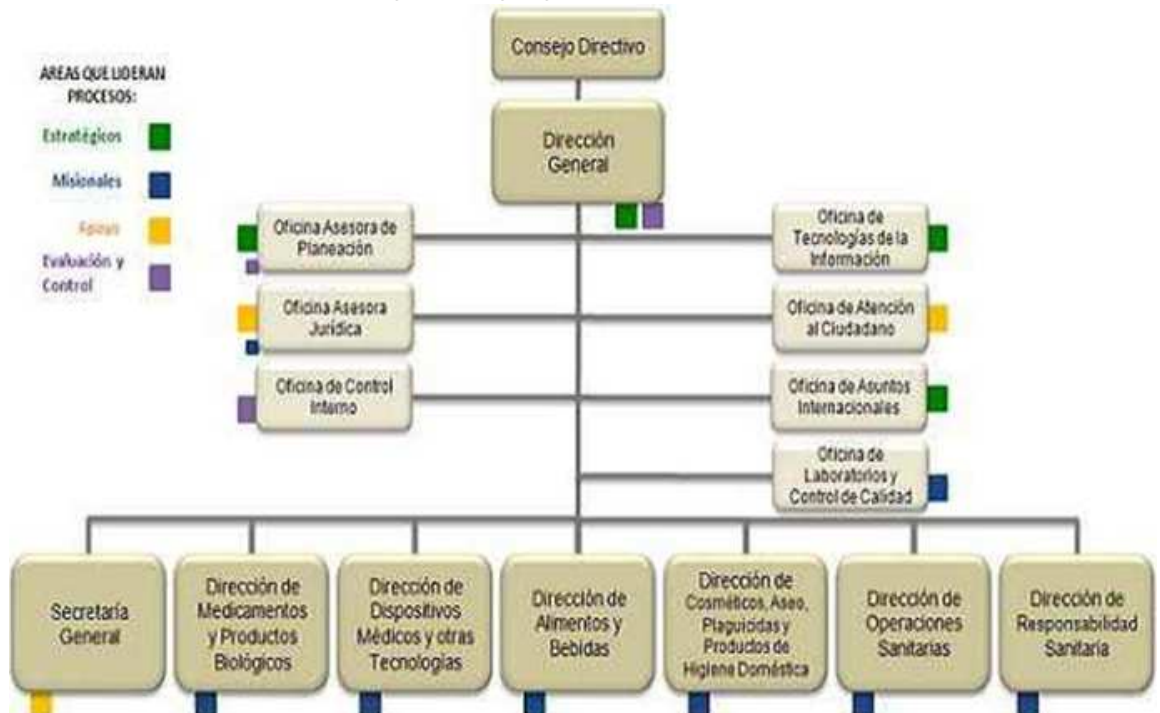 Consejo Directivo
AREAS QUE LIDERAN
PROCESOS:
Estratégicos
Misionales
Apoyo
Evaluación y
Control
Dirección
General
Oficina Asesora de
Planeación
Oficina de
Tecnologías de la
Información
Oficina Asesora
Jurídica
Oficina de Atención
al Ciudadano
Oficina de Control
Interno
Oficina de Asuntos
Internacionales
Oficina de
Laboratorios y
Control de Calidad
Secretaría
General
Dirección de
Medicamentos
y Productos
Biológicos
Dirección de
Dispositivos
Médicos y otras
Tecnologías
Dirección de
Alimentos y
Bebidas
Dirección de
Cosméticos, Aseo,
Plaguicidas y
Productos de
Higiene Doméstica
Dirección de
Operaciones
Sanitarias
Dirección de
Responsabilidad
Sanitaria